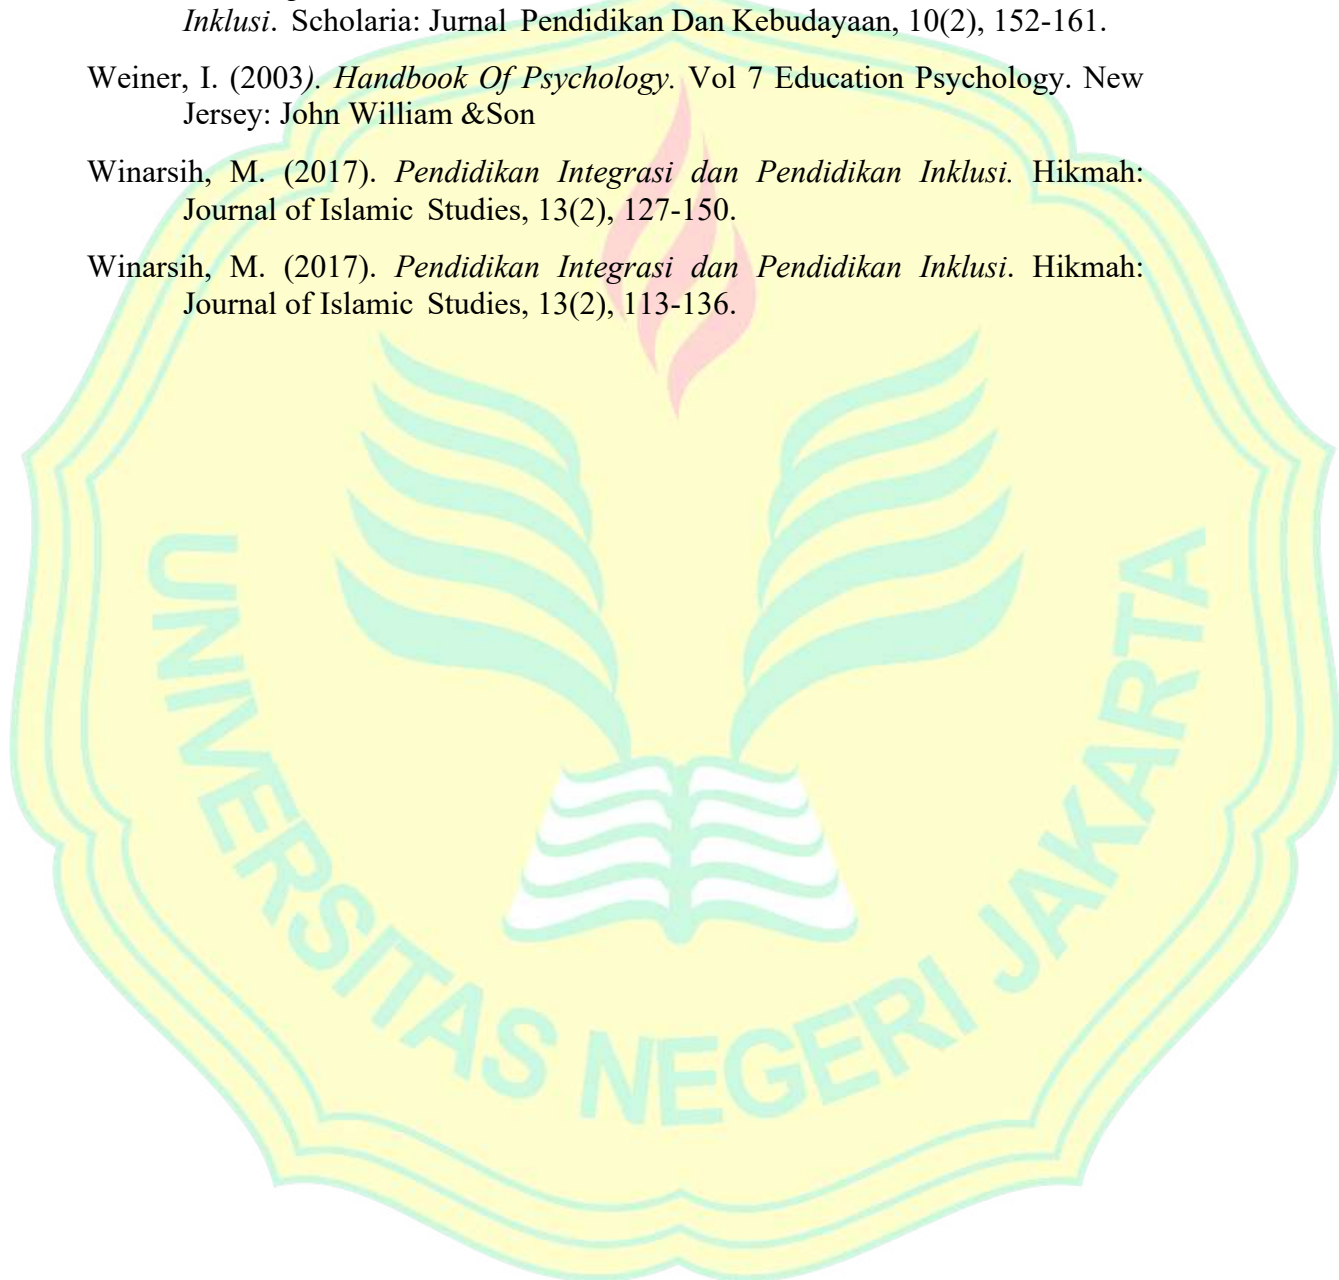 Inklusi. Scholaria: Jurnal Pendidikan Dan Kebudayaan, 10(2), 152-161.
Weiner, I. (2003). Handbook Of Psychology. Vol 7 Education Psychology. New
Jersey: John William &Son
Winarsih, M. (2017). Pendidikan Integrasi dan Pendidikan Inklusi. Hikmah:
Journal of Islamic Studies, 13(2), 127-150.
Winarsih, M. (2017). Pendidikan Integrasi dan Pendidikan Inklusi. Hikmah:
Journal of Islamic Studies, 13(2), 113-136.
UNIVERSITAS NEGERI JAKARTA